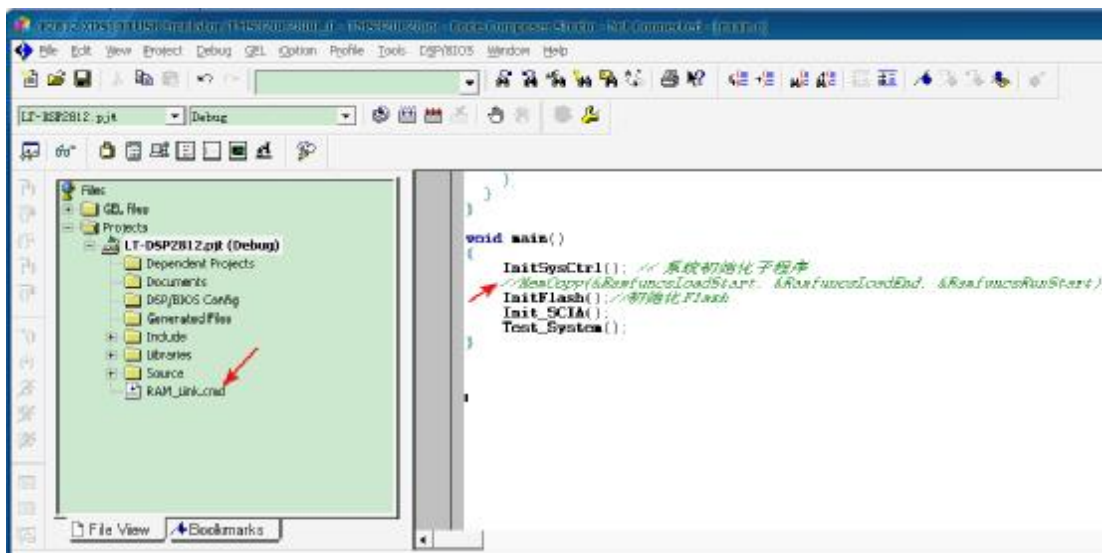 File Edit View Project Debug GEL Option Profile Tools DSP/BIOS Window Help
LT-DSP2812.pjt
Debug
Files
GEL files
Projects
LT-DSP2812.pjt (Debug)
Dependent Projects
Documents
DSP/BIOS Config
Generated Files
Include
Libraries
Source
RAM_Link.cmd
File View
Bookmarks
}
}
}
void main()
{
InitSysCtrl(); // 系统初始化子程序
//MemCopy(&RamfuncsLoadStart, &RamfuncsLoadEnd, &RamfuncsRunStart)
InitFlash();//初始化Flash
Init_SCIA();
Test_System();
}